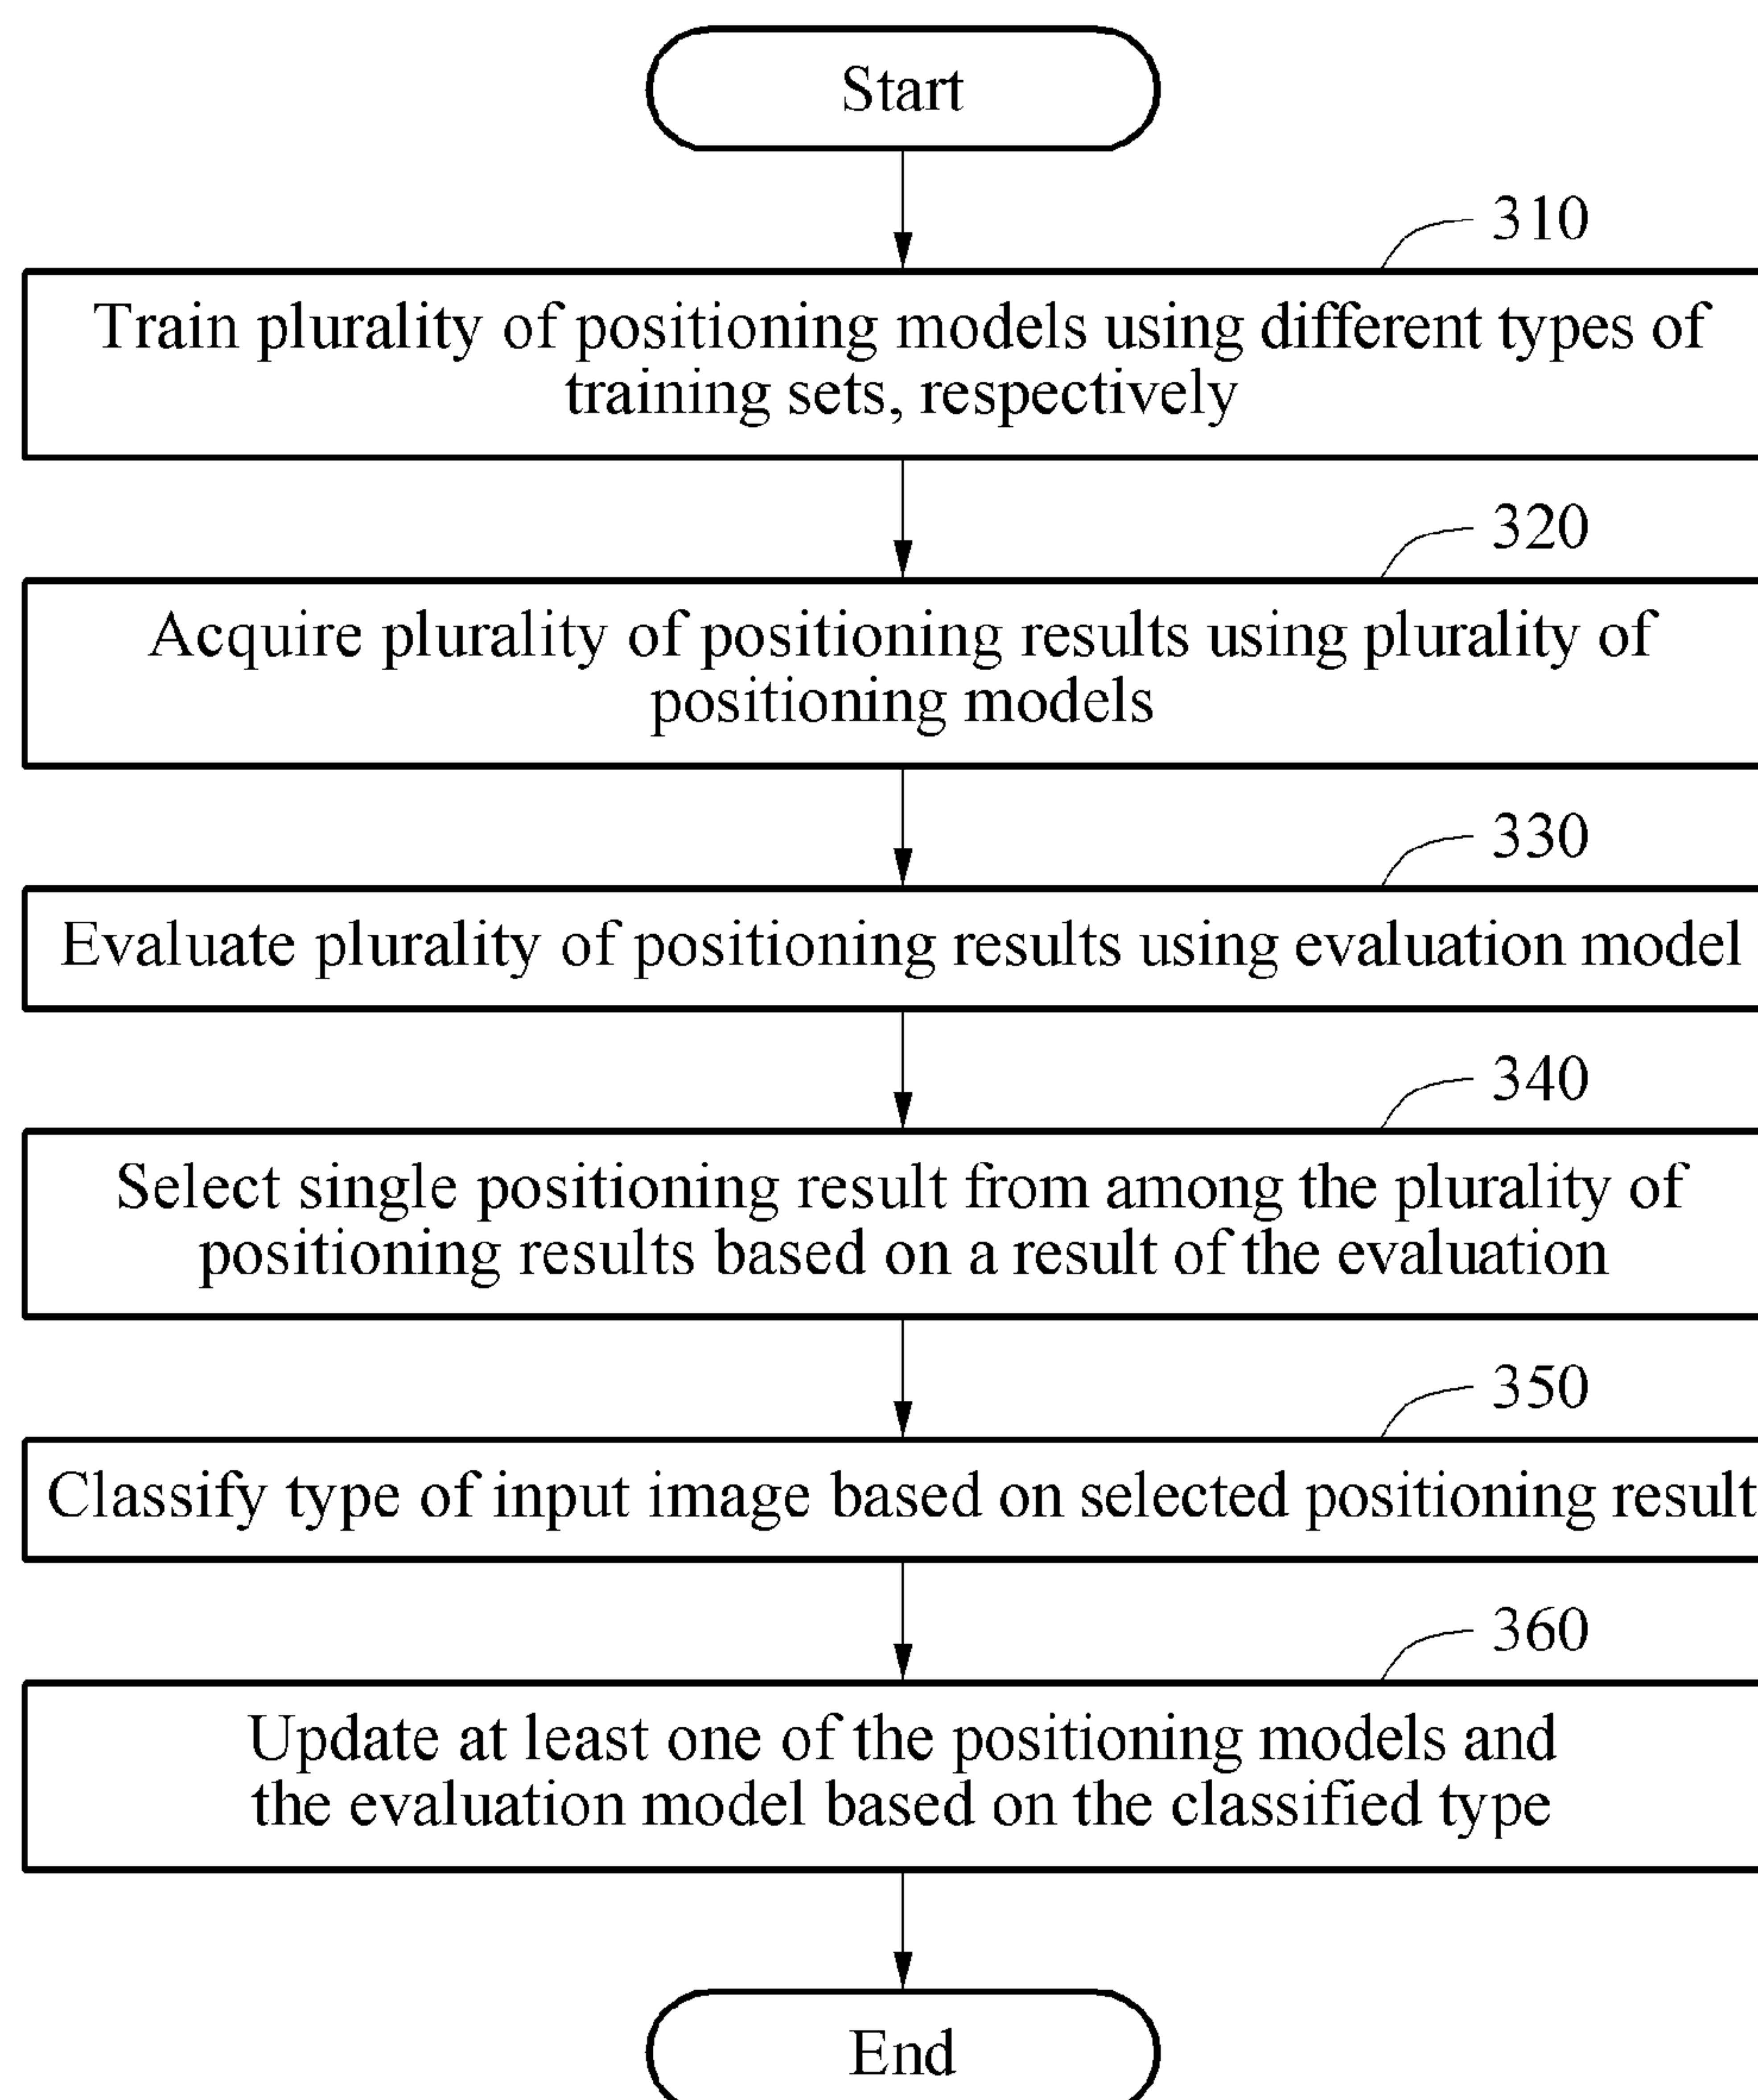 Start
310
Train plurality of positioning models using different types of
training sets, respectively
320
Acquire plurality of positioning results using plurality of
positioning models
330
Evaluate plurality of positioning results using evaluation model
340
Select single positioning result from among the plurality of
positioning results based on a result of the evaluation
350
Classify type of input image based on selected positioning result
360
Update at least one of the positioning models and
the evaluation model based on the classified type
End